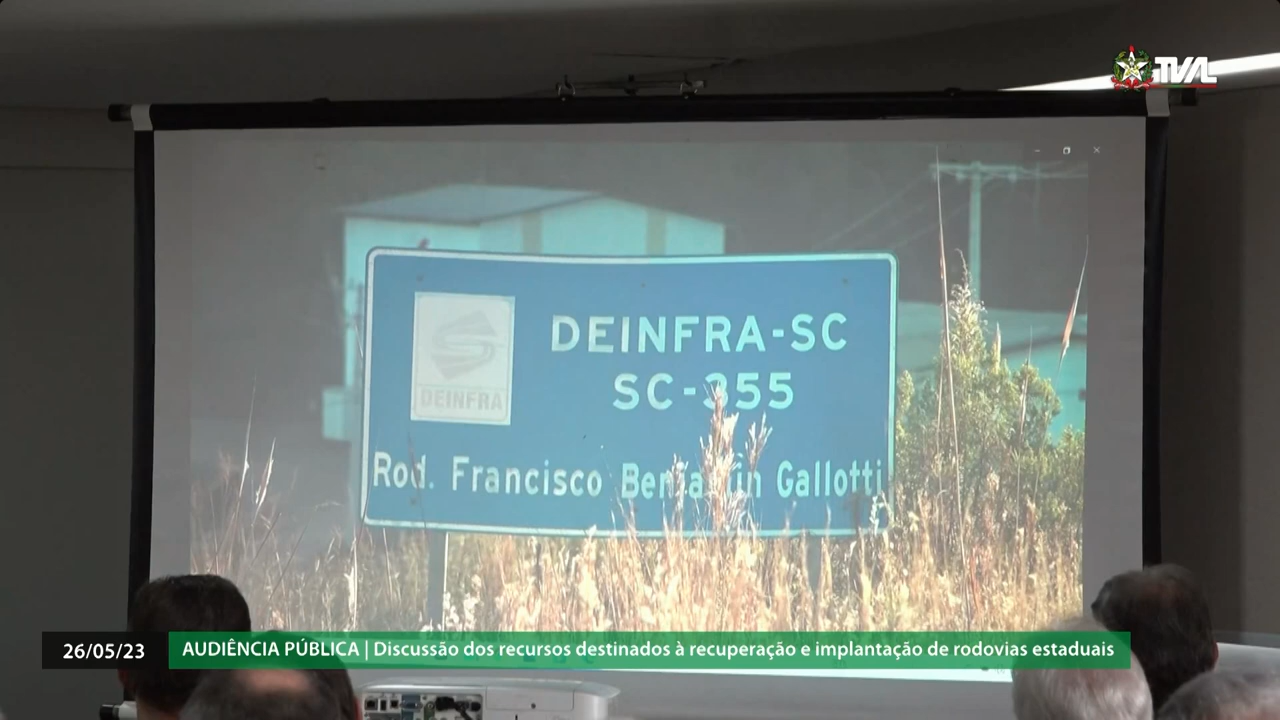 TVAL
DEINFRA-SC
SC-355
DEINFRA
Rod. Francisco Benjamin Gallotti
26/05/23
AUDIÊNCIA PÚBLICA | Discussão dos recursos destinados à recuperação e implantação de rodovias estaduais